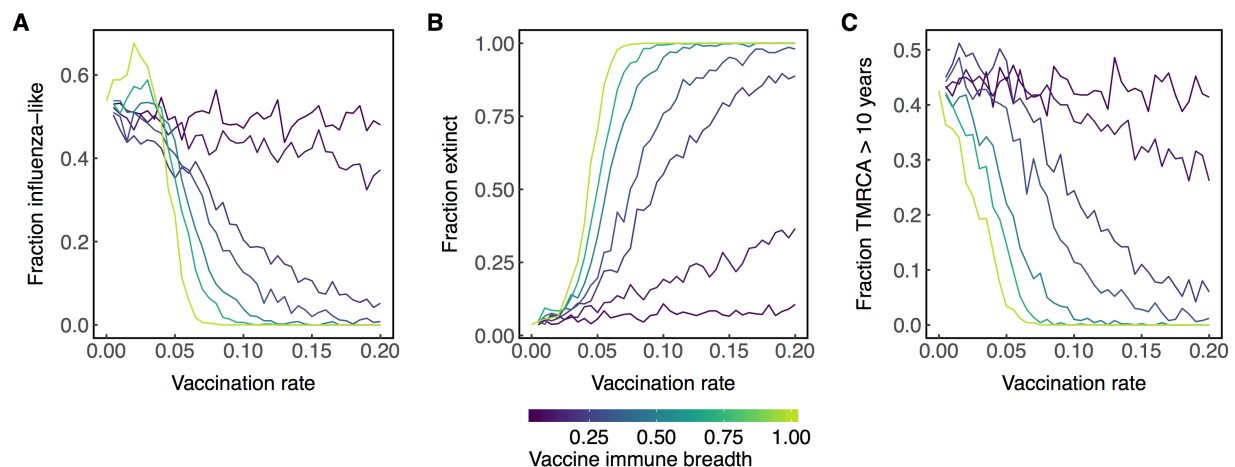 A
Fraction influenza–like
0.6
0.4
0.2
0.0
0.00 0.05 0.10 0.15 0.20
Vaccination rate
B
Fraction extinct
1.00
0.75
0.50
0.25
0.00
0.00 0.05 0.10 0.15 0.20
Vaccination rate
C
Fraction TMRCA > 10 years
0.5
0.4
0.3
0.2
0.1
0.0
0.00 0.05 0.10 0.15 0.20
Vaccination rate
0.25 0.50 0.75 1.00
Vaccine immune breadth